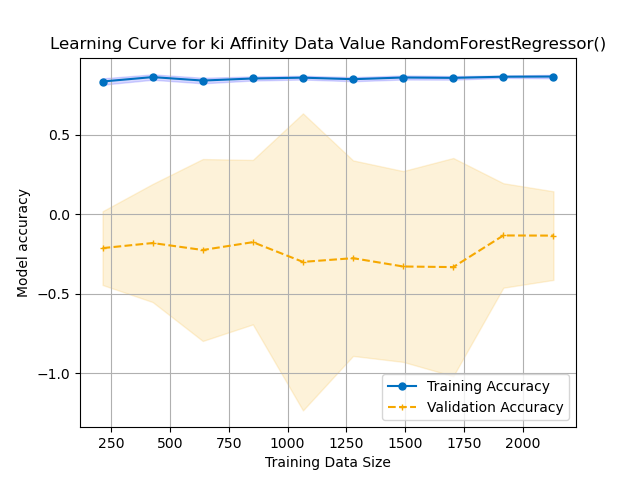 Learning Curve for ki Affinity Data Value RandomForestRegressor()
0.5
0.0
−0.5
−1.0
Model accuracy
Training Accuracy
Validation Accuracy
250 500 750 1000 1250 1500 1750 2000
Training Data Size